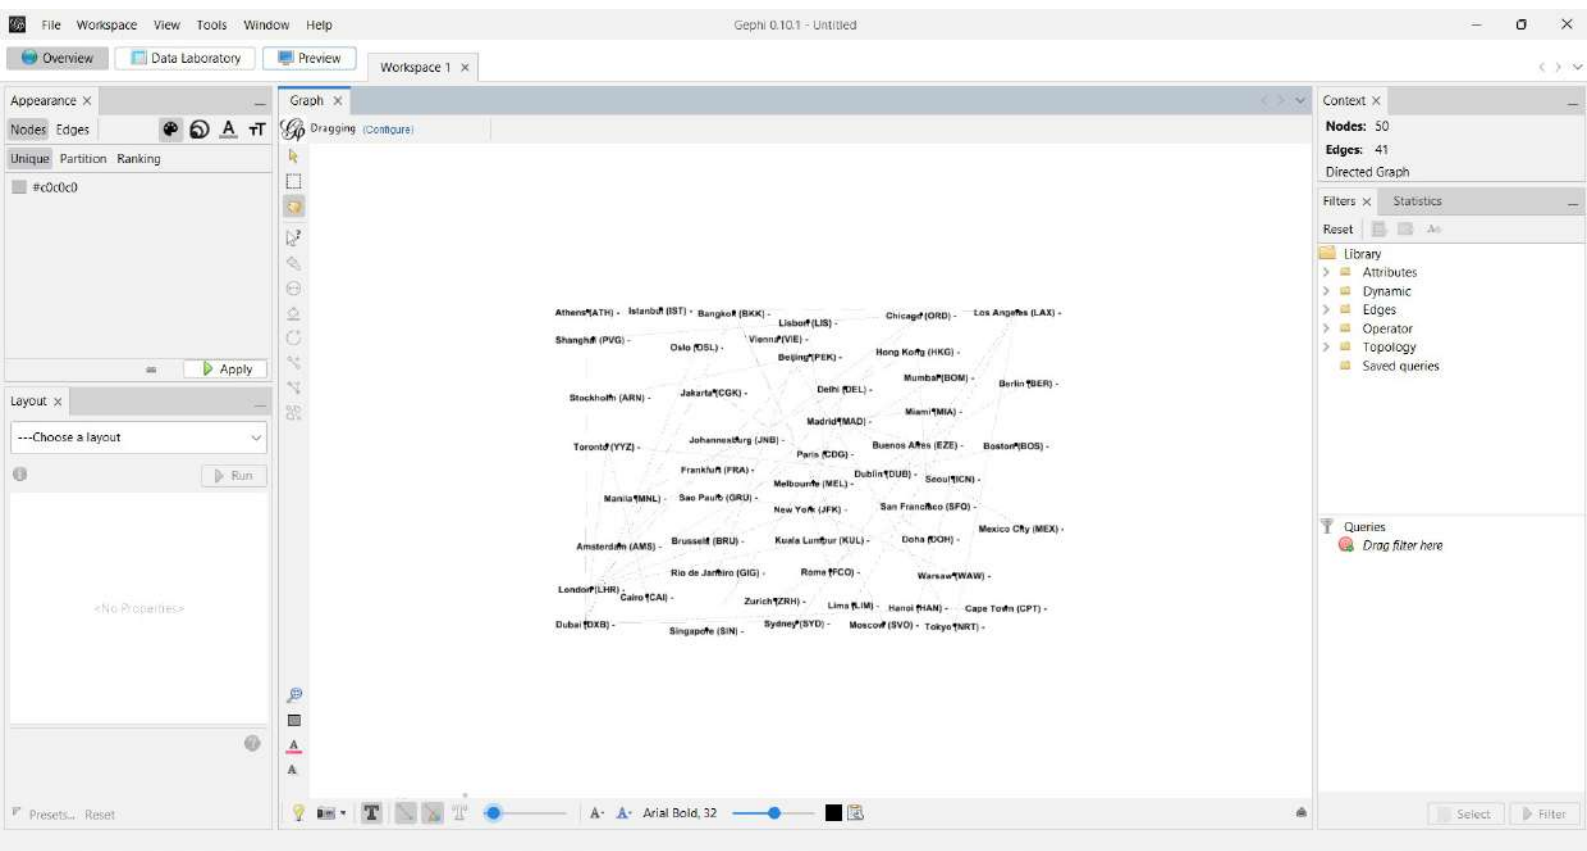 File Workspace View Tools Window Help
Gephi 0.10.1 - Untitled
Overview Data Laboratory Preview
Workspace 1
Appearance
Nodes Edges
Unique Partition Ranking
#c0c0c0
Apply
Layout
---Choose a layout
Run
<No Properties>
Presets... Reset
Graph
Dragging (Configure)
Athens (ATH) - Istanbul (IST) - Bangkok (BKK) - Lisbon (LIS) - Chicago (ORD) - Los Angeles (LAX) -
Shanghai (PVG) - Oslo (OSL) - Vienna (VIE) - Beijing (PEK) - Hong Kong (HKG) -
Stockholm (ARN) - Jakarta (CGK) - Delhi (DEL) - Mumbai (BOM) - Berlin (BER) -
Madrid (MAD) - Miami (MIA) -
Toronto (YYZ) - Johannesburg (JNB) - Paris (CDG) - Buenos Aires (EZE) - Boston (BOS) -
Frankfurt (FRA) - Melbourne (MEL) - Dublin (DUB) - Seoul (ICN) -
Manila (MNL) - Sao Paulo (GRU) - New York (JFK) - San Francisco (SFO) -
Mexico City (MEX) -
Amsterdam (AMS) - Brussels (BRU) - Kuala Lumpur (KUL) - Doha (DOH) -
Rio de Janeiro (GIG) - Rome (FCO) - Warsaw (WAW) -
London (LHR) - Cairo (CAI) - Zurich (ZRH) - Lima (LIM) - Hanoi (HAN) - Cape Town (CPT) -
Dubai (DXB) - Singapore (SIN) - Sydney (SYD) - Moscow (SVO) - Tokyo (NRT) -
Arial Bold, 32
Context
Nodes: 50
Edges: 41
Directed Graph
Filters Statistics
Reset
Library
Attributes
Dynamic
Edges
Operator
Topology
Saved queries
Queries
Drag filter here
Select Filter